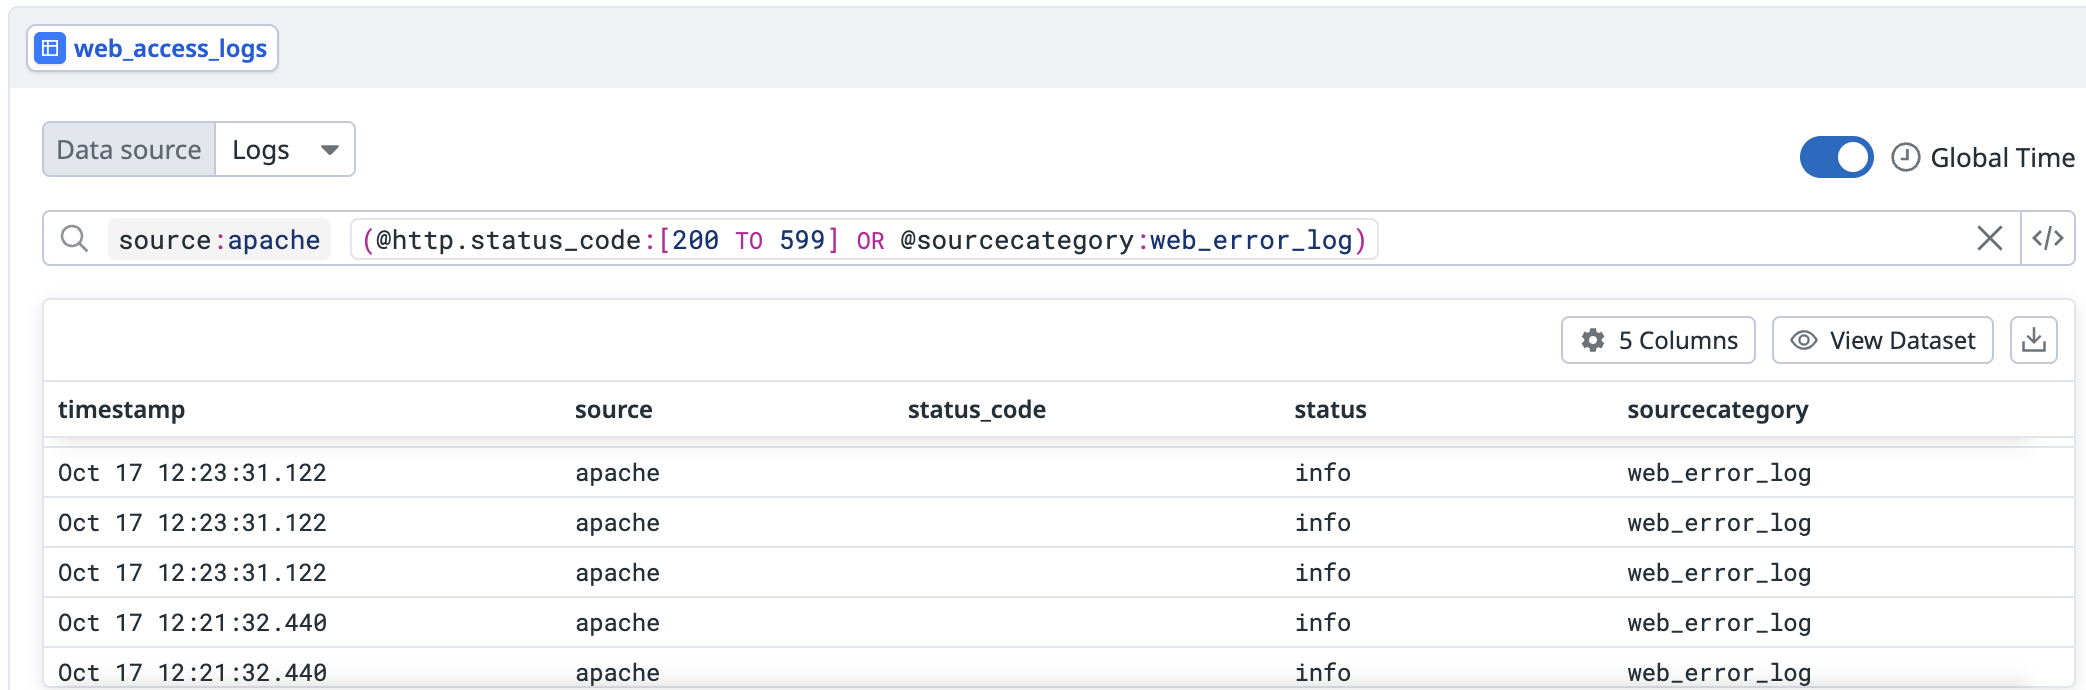 web_access_logs
Data source Logs
Global Time
source:apache (@http.status_code:[200 TO 599] OR @sourcecategory:web_error_log) </>
5 Columns View Dataset
timestamp source status_code status sourcecategory
Oct 17 12:23:31.122 apache info web_error_log
Oct 17 12:23:31.122 apache info web_error_log
Oct 17 12:23:31.122 apache info web_error_log
Oct 17 12:21:32.440 apache info web_error_log
Oct 17 12:21:32.440 apache info web_error_log